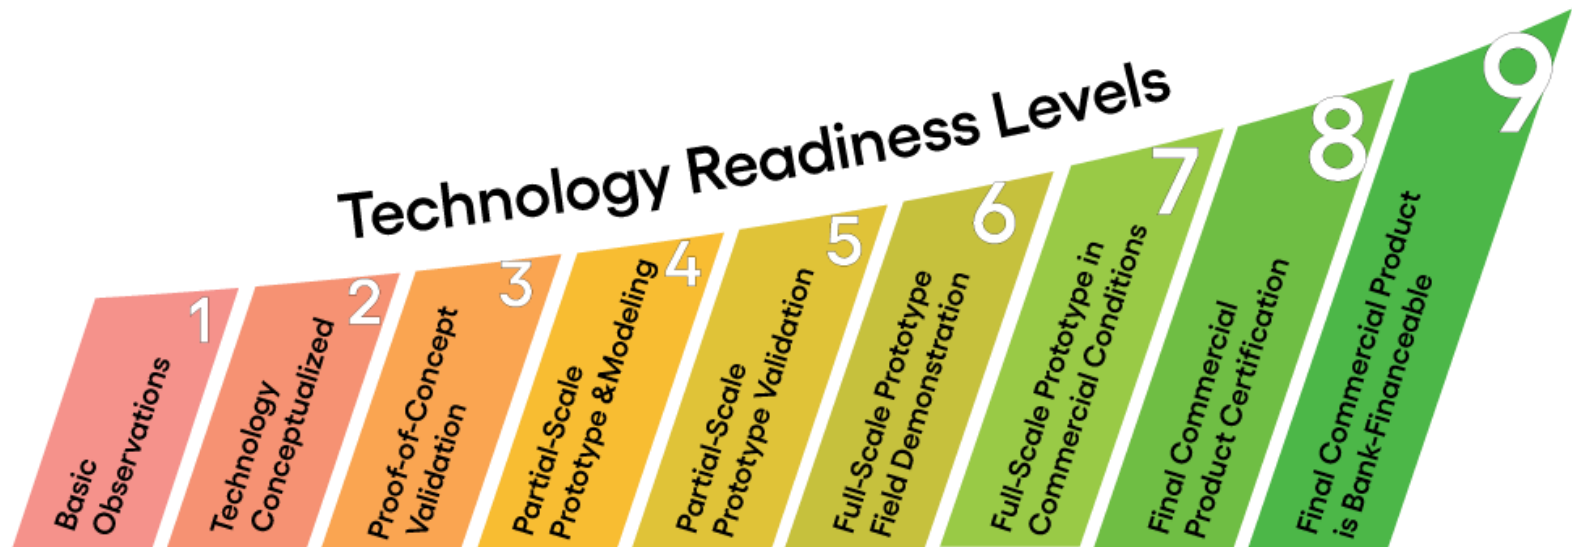 Technology Readiness Levels
1
Basic
Observations
2
Technology
Conceptualized
3
Proof-of-Concept
Validation
4
Partial-Scale
Prototype &Modeling
5
Partial-Scale
Prototype Validation
6
Full-Scale Prototype
Field Demonstration
7
Full-Scale Prototype in
Commercial Conditions
8
Final Commercial
Product Certification
9
Final Commercial Product
is Bank-Financeable